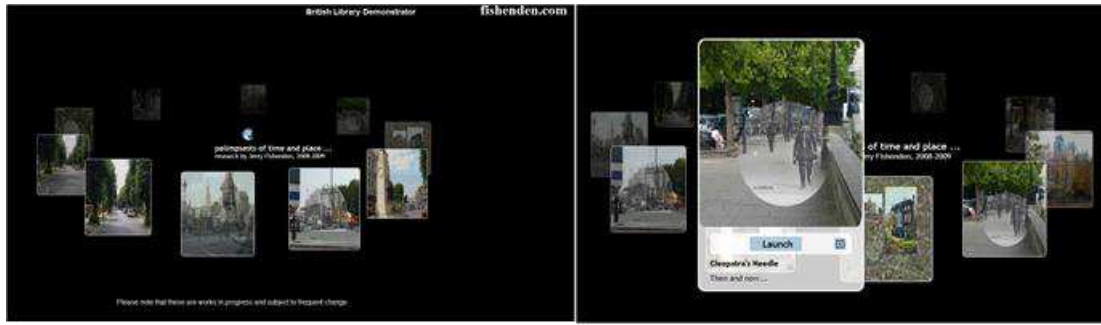 British Library Demonstrator
fishenden.com
palimpsests of time and place ...
research by Jerry Fishenden, 2008-2009
Please note that these are works in progress and subject to frequent change
of time and place ...
rry Fishenden, 2008-2009
Launch
Cleopatra's Needle
Then and now ...